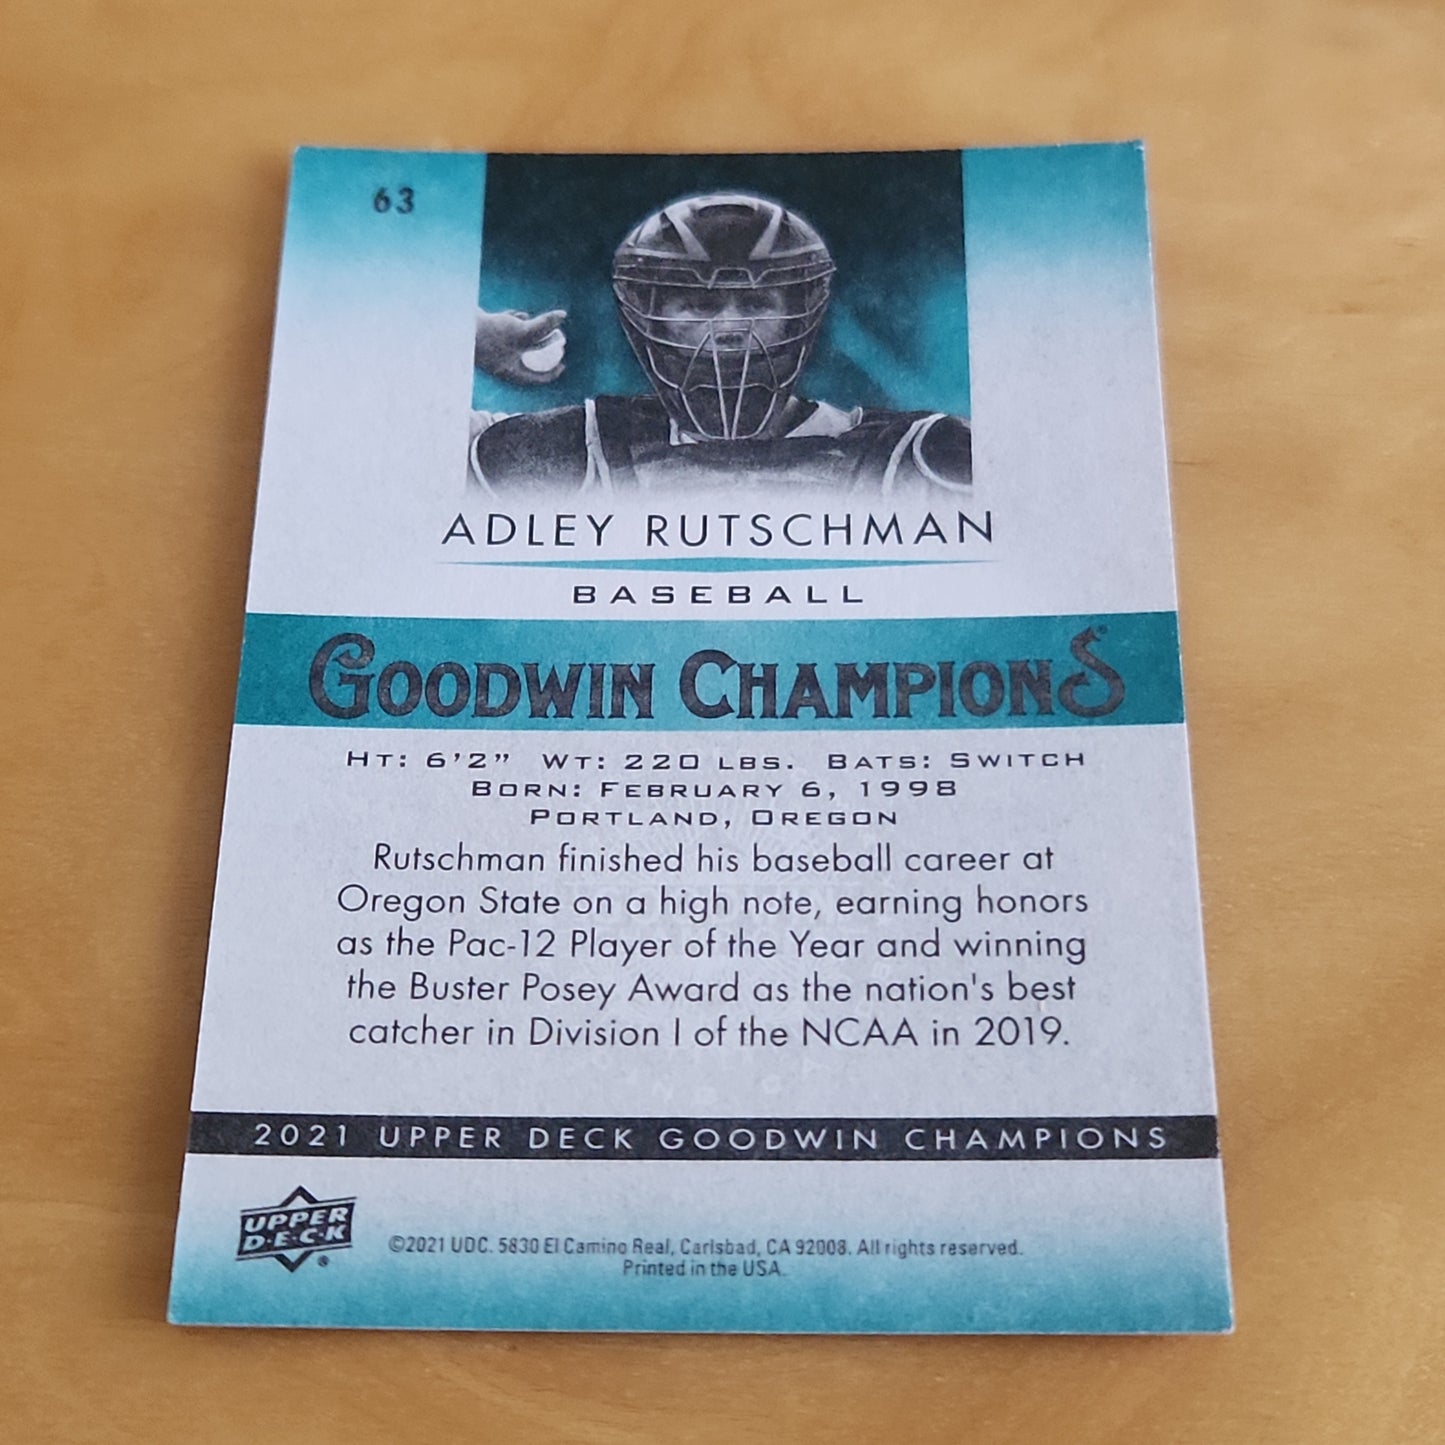 63
ADLEY RUTSCHMAN
BASEBALL
GOODWIN CHAMPIONS®
HT: 6'2" WT: 220 LBS. BATS: SWITCH
BORN: FEBRUARY 6, 1998
PORTLAND, OREGON
Rutschman finished his baseball career at
Oregon State on a high note, earning honors
as the Pac-12 Player of the Year and winning
the Buster Posey Award as the nation's best
catcher in Division I of the NCAA in 2019.
2021 UPPER DECK GOODWIN CHAMPIONS
UPPER
D·E·C·K®
©2021 UDC. 5830 El Camino Real, Carlsbad, CA 92008. All rights reserved.
Printed in the USA.